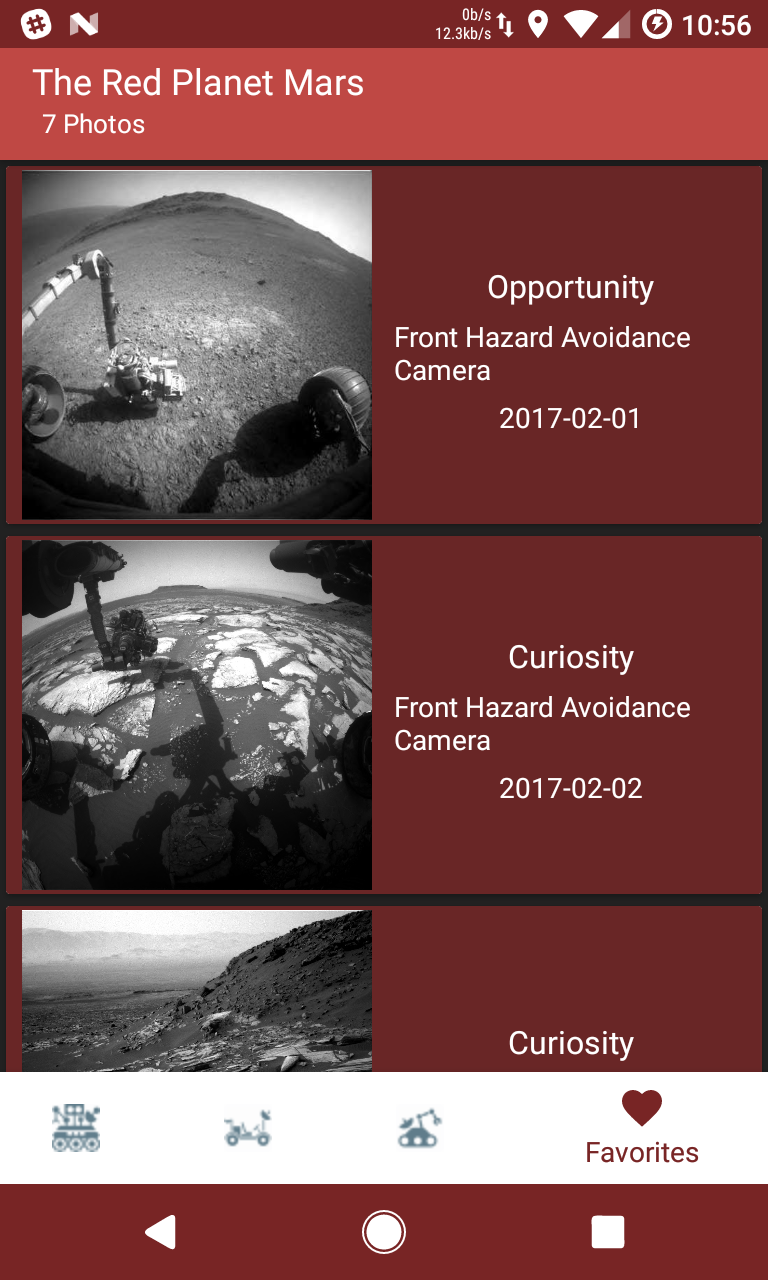 0b/s
12.3kb/s
10:56
The Red Planet Mars
7 Photos
Opportunity
Front Hazard Avoidance
Camera
2017-02-01
Curiosity
Front Hazard Avoidance
Camera
2017-02-02
Curiosity
Favorites